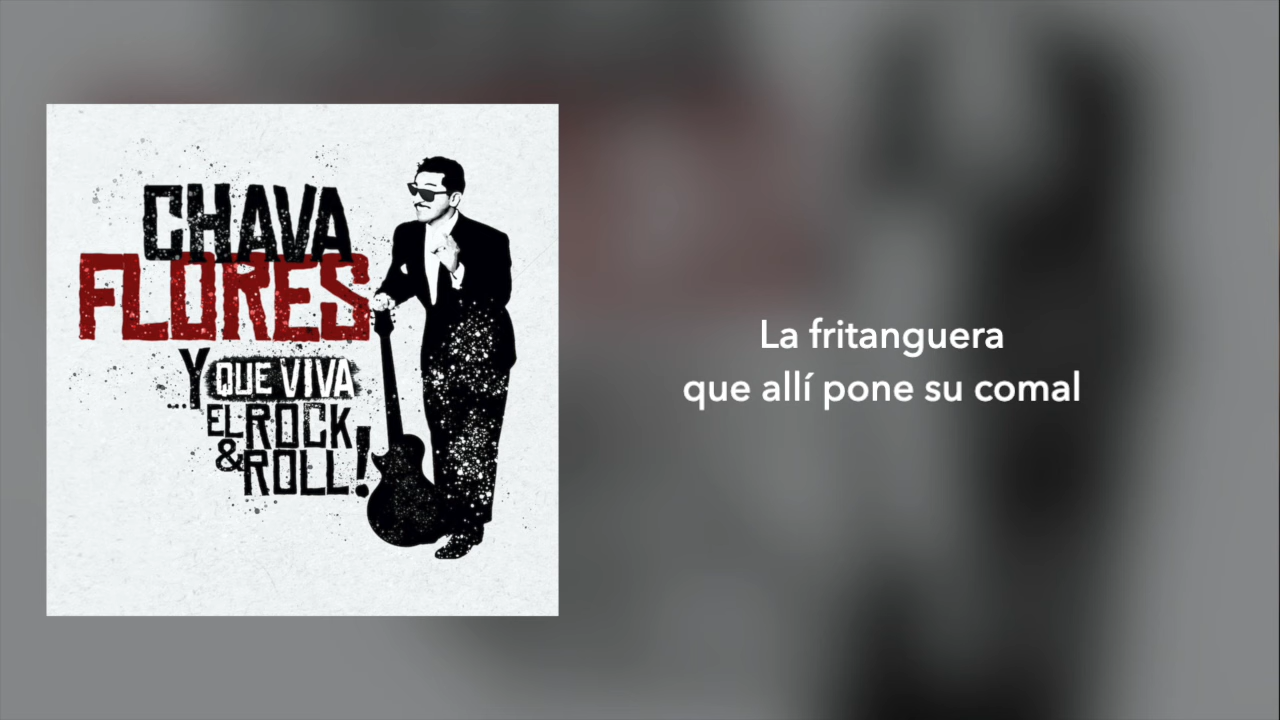 CHAVA
FLORES
...Y QUE VIVA
EL ROCK
& ROLL!
La fritanguera
que allí pone su comal